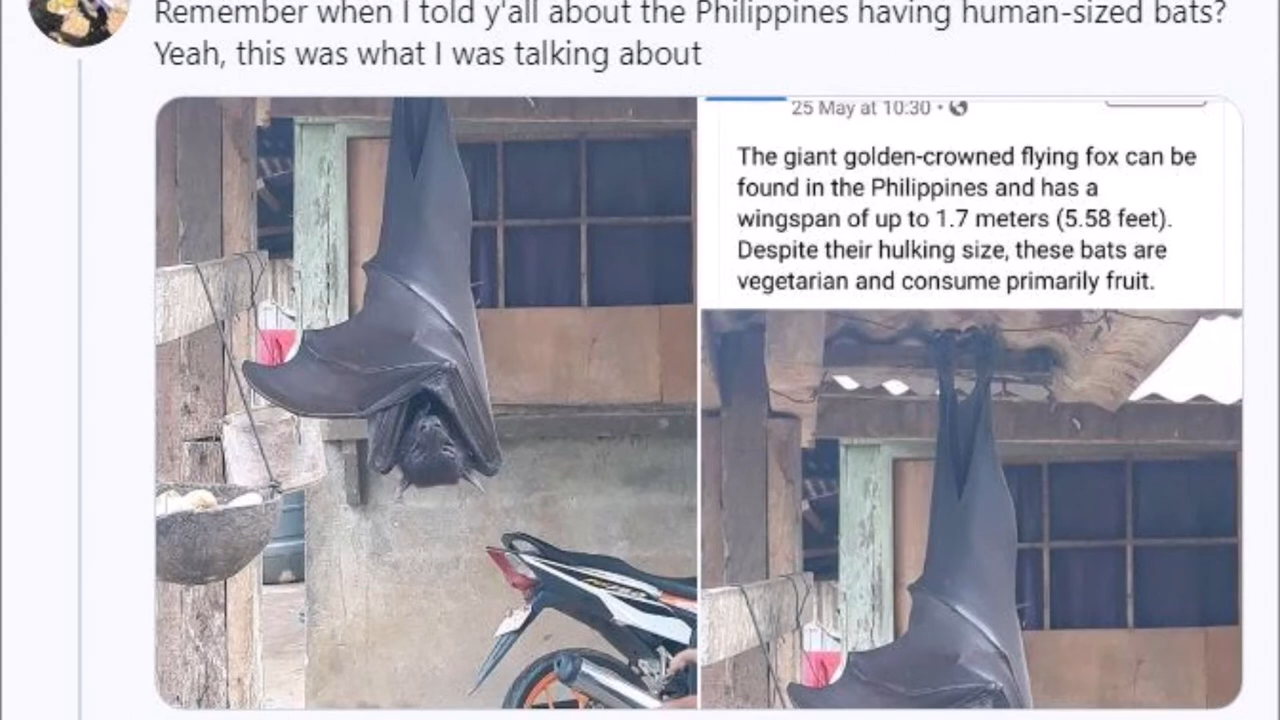 Remember when I told y'all about the Philippines having human-sized bats?
Yeah, this was what I was talking about
25 May at 10:30 •
The giant golden-crowned flying fox can be
found in the Philippines and has a
wingspan of up to 1.7 meters (5.58 feet).
Despite their hulking size, these bats are
vegetarian and consume primarily fruit.